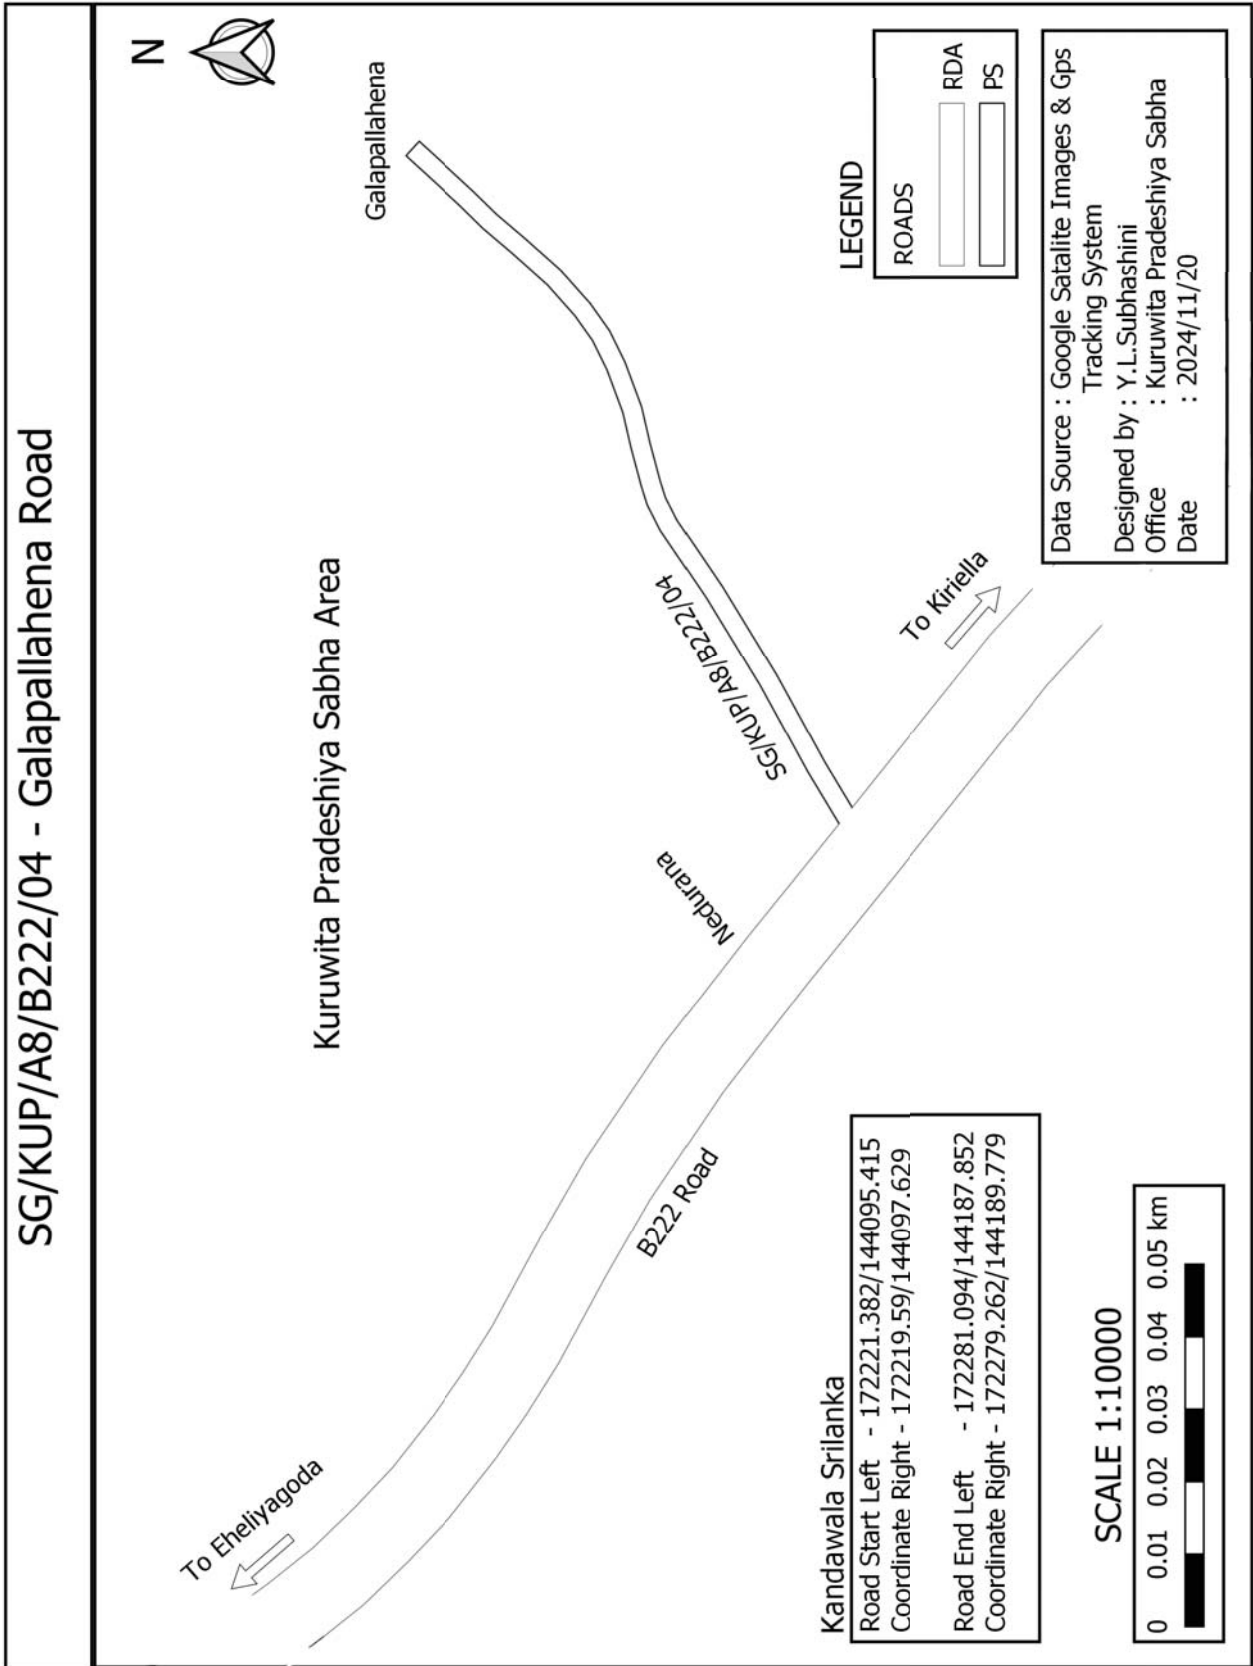 SG/KUP/A8/B222/04 - Galapallahena Road
N
Kuruwita Pradeshiya Sabha Area
Galapallahena
To Eheliyagoda
Nedurana
SG/KUP/A8/B222/04
B222 Road
To Kiriella
Kandawala Srilanka
Road Start Left - 172221.382/144095.415
Coordinate Right - 172219.59/144097.629
Road End Left - 172281.094/144187.852
Coordinate Right - 172279.262/144189.779
SCALE 1:10000
0 0.01 0.02 0.03 0.04 0.05 km
LEGEND
ROADS
RDA
PS
Data Source : Google Satalite Images & Gps
Tracking System
Designed by : Y.L.Subhashini
Office : Kuruwita Pradeshiya Sabha
Date : 2024/11/20